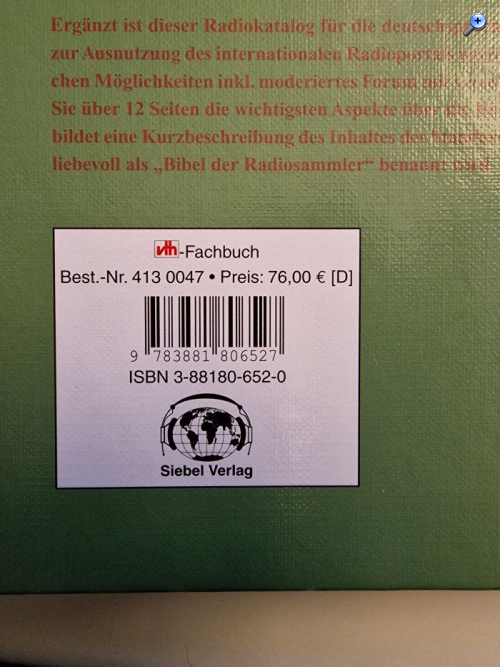 Ergänzt ist dieser Radiokatalog für die
zur Ausnutzung des internationalen Radioportals
chen Möglichkeiten inkl. moderiertes Forum
Sie über 12 Seiten die wichtigsten Aspekte über
bildet eine Kurzbeschreibung des Inhaltes des
liebevoll als „Bibel der Radiosammler“ benannt
vth-Fachbuch
Best.-Nr. 413 0047 • Preis: 76,00 € [D]
9 783881 806527
ISBN 3-88180-652-0
Siebel Verlag